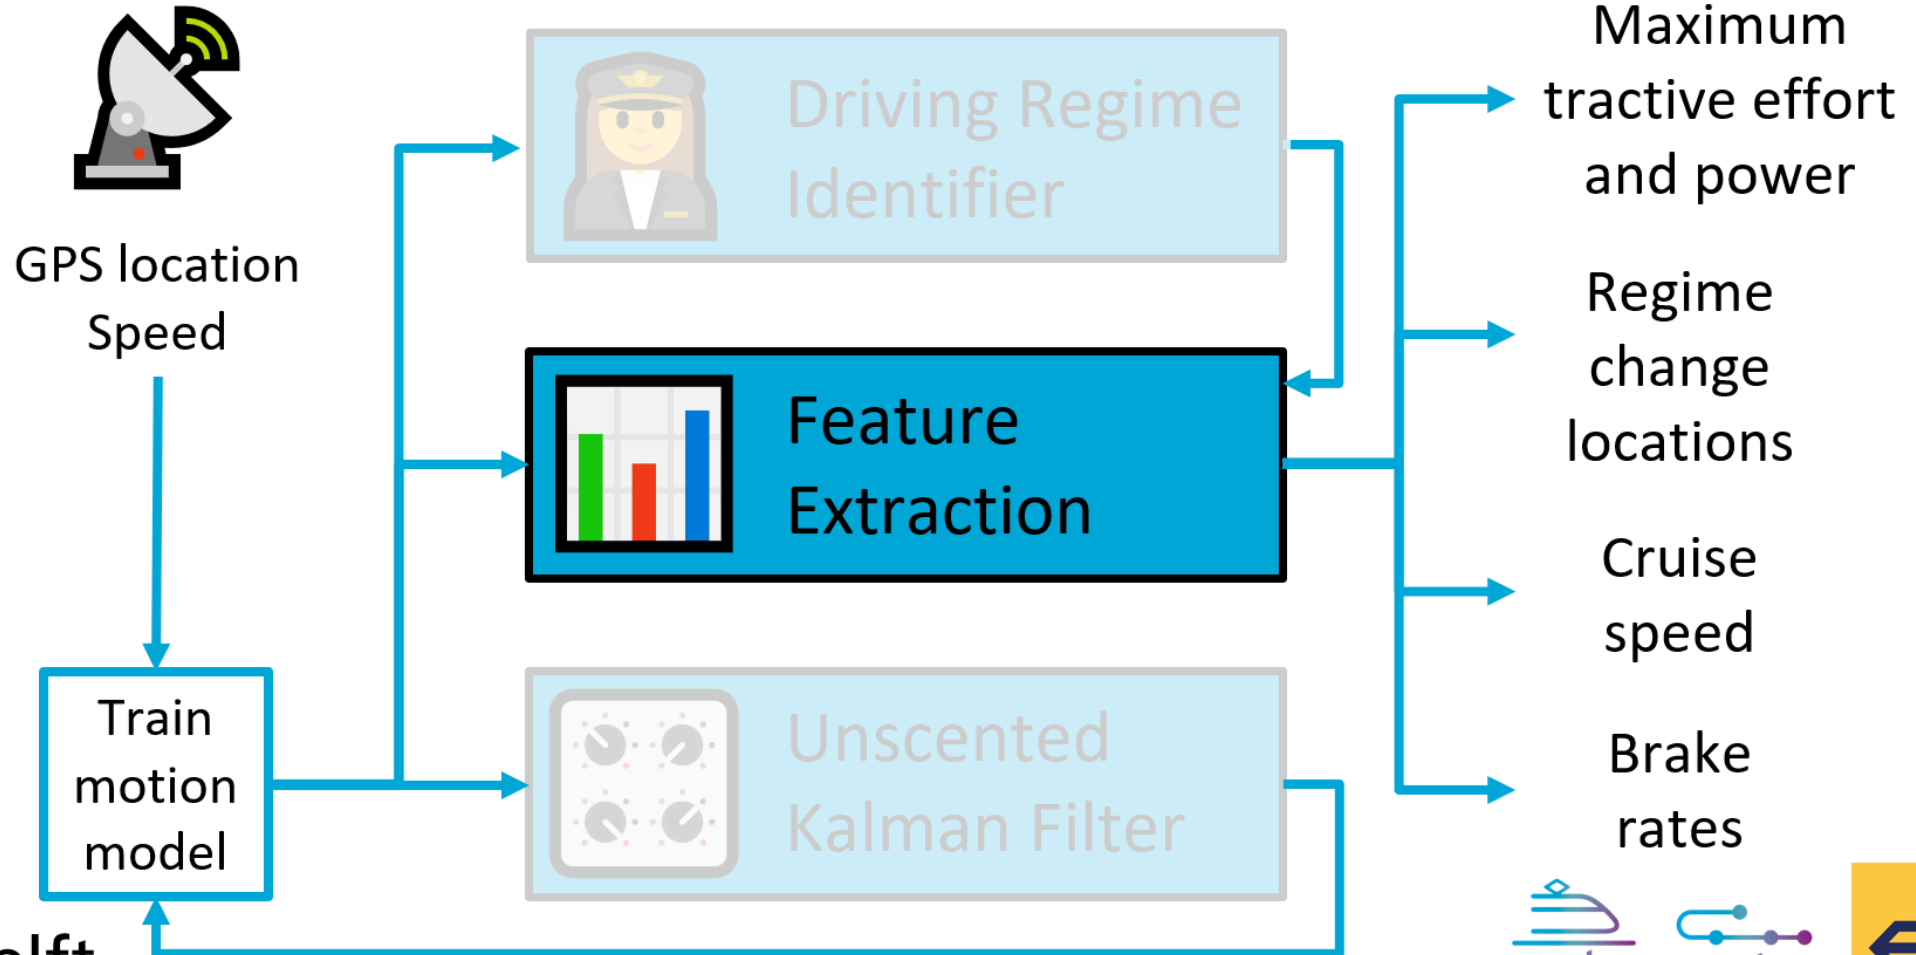 GPS location
Speed
Train
motion
model
Driving Regime
Identifier
Feature
Extraction
Unscented
Kalman Filter
Maximum
tractive effort
and power
Regime
change
locations
Cruise
speed
Brake
rates